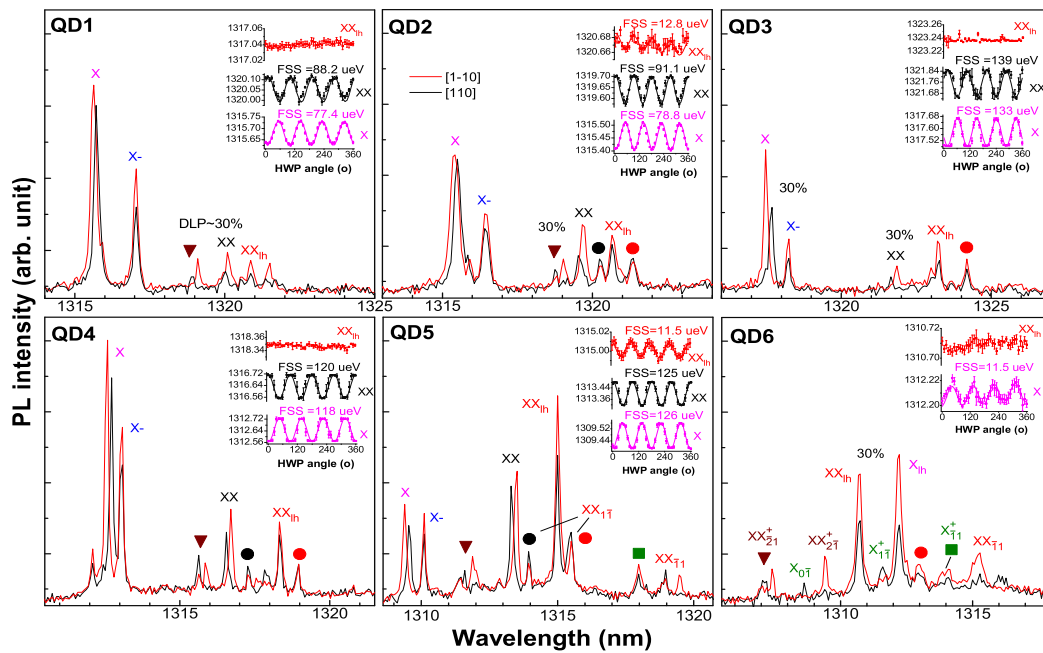 QD1
1317.06
1317.04
1317.02
XX_lh
FSS =88.2 ueV
1320.10
1320.05
1320.00
XX
FSS =77.4 ueV
1315.75
1315.70
1315.65
X
0 120 240 360
HWP angle (o)
X
X-
DLP~30%
XX
XX_lh
1315 1320 1325
QD2
[1-10]
[110]
FSS =12.8 ueV
1320.68
1320.66
XX_lh
FSS =91.1 ueV
1319.70
1319.65
1319.60
XX
FSS =78.8 ueV
1315.50
1315.45
1315.40
X
0 120 240 360
HWP angle (o)
X
X-
30%
XX
XX_lh
1315 1320
QD3
1323.26
1323.24
1323.22
XX_lh
FSS =139 ueV
1321.84
1321.76
1321.68
XX
FSS =133 ueV
1317.68
1317.60
1317.52
X
0 120 240 360
HWP angle (o)
X
30%
X-
30%
XX
XX_lh
1320 1325
PL intensity (arb. unit)
QD4
1318.36
1318.34
XX_lh
FSS =120 ueV
1316.72
1316.64
1316.56
XX
FSS =118 ueV
1312.72
1312.64
1312.56
X
0 120 240 360
HWP angle (o)
X
X-
XX
XX_lh
1315 1320
QD5
FSS=11.5 ueV
1315.02
1315.00
XX_lh
FSS=125 ueV
1313.44
1313.36
XX
FSS=126 ueV
1309.52
1309.44
X
0 120 240 360
HWP angle (o)
X
X-
XX
XX_lh
XX_11̄
XX_1̄1
1310 1315 1320
QD6
1310.72
1310.70
XX_lh
FSS=11.5 ueV
1312.22
1312.20
X
0 120 240 360
HWP angle (o)
XX⁺_2̄1
X_01̄
XX⁺_21̄
XX_lh
30%
X⁺_11̄
X_lh
X⁺_1̄1
XX_1̄1
1310 1315
Wavelength (nm)